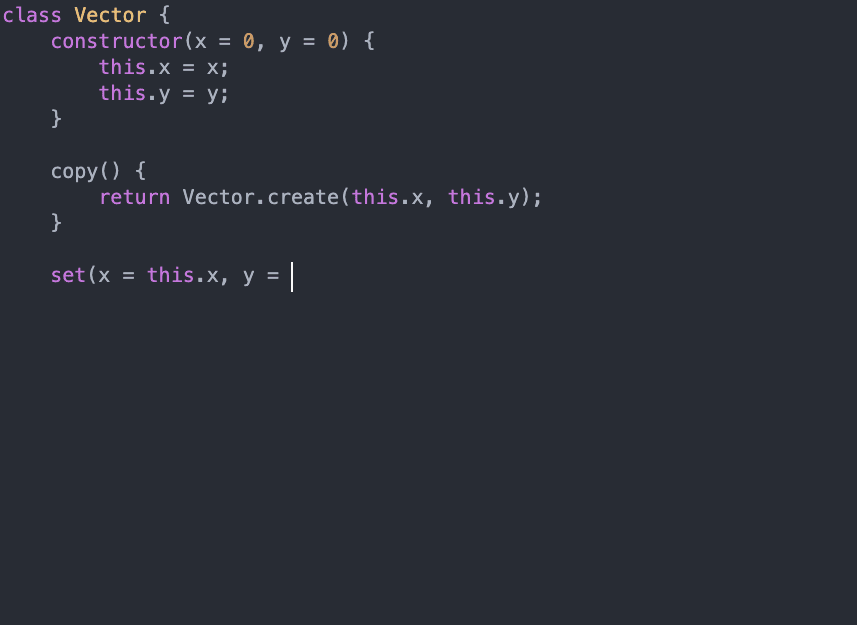 class Vector {
    constructor(x = 0, y = 0) {
        this.x = x;
        this.y = y;
    }

    copy() {
        return Vector.create(this.x, this.y);
    }

    set(x = this.x, y =